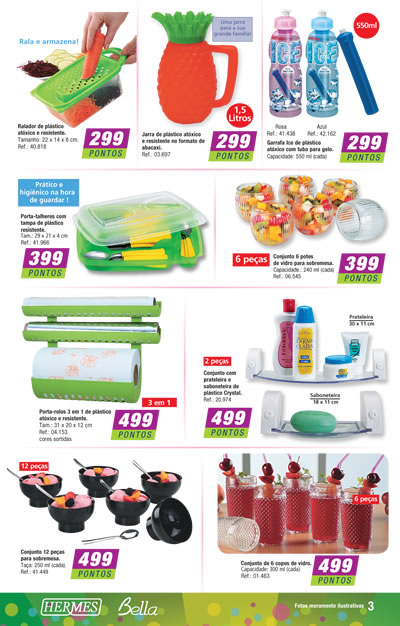 Rala e armazena!
Ralador de plástico
atóxico e resistente.
Tamanho: 22 x 14 x 8 cm.
Ref.: 40.818
299
PONTOS
Uma jarra
para a sua
grande família!
1,5
Litros
Jarra de plástico atóxico
e resistente no formato de
abacaxi.
Ref.: 03.697
299
PONTOS
550ml
ICE
ICE
Rosa
Ref.: 41.438
Azul
Ref.: 42.162
Garrafa Ice de plástico
atóxico com tubo para gelo.
Capacidade: 550 ml (cada)
299
PONTOS
Prático e
higiênico na hora
de guardar !
Porta-talheres com
tampa de plástico
resistente.
Tam.: 29 x 21 x 4 cm
Ref.: 41.966
399
PONTOS
6 peças
Conjunto 6 potes
de vidro para sobremesa.
Capacidade.: 240 ml (cada)
Ref.: 06.545
399
PONTOS
3 em 1
Porta-rolos 3 em 1 de plástico
atóxico e resistente.
Tam.: 31 x 20 x 12 cm
Ref.: 04.153
cores sortidas
499
PONTOS
Prateleira
30 x 11 cm
2 peças
Conjunto com
prateleira e
saboneteira de
plástico Crystal.
Ref.: 20.974
Saboneteira
18 x 11 cm
499
PONTOS
12 peças
Conjunto 12 peças
para sobremesa.
Taça: 250 ml (cada).
Ref.: 41.449
499
PONTOS
6 peças
Conjunto de 6 copos de vidro.
Capacidade: 300 ml (cada)
Ref.: 01.463
499
PONTOS
HERMES
Bella
Fotos meramente ilustrativas. 3